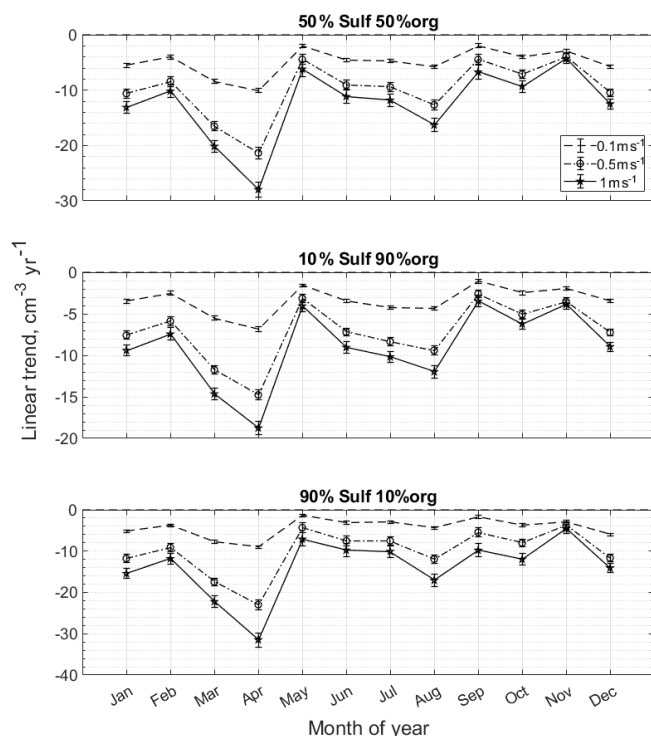 50% Sulf 50%org
0
-10
-20
-30
0.1ms⁻¹
0.5ms⁻¹
1ms⁻¹
10% Sulf 90%org
0
-5
-10
-15
-20
Linear trend, cm⁻³ yr⁻¹
90% Sulf 10%org
0
-10
-20
-30
-40
Jan Feb Mar Apr May Jun Jul Aug Sep Oct Nov Dec
Month of year